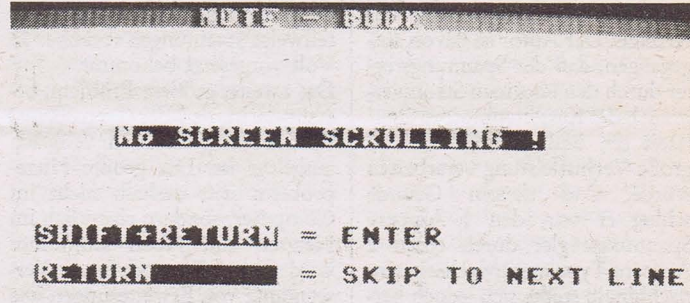 NOTE - BOOK
No SCREEN SCROLLING !
SHIFT+RETURN = ENTER
RETURN = SKIP TO NEXT LINE